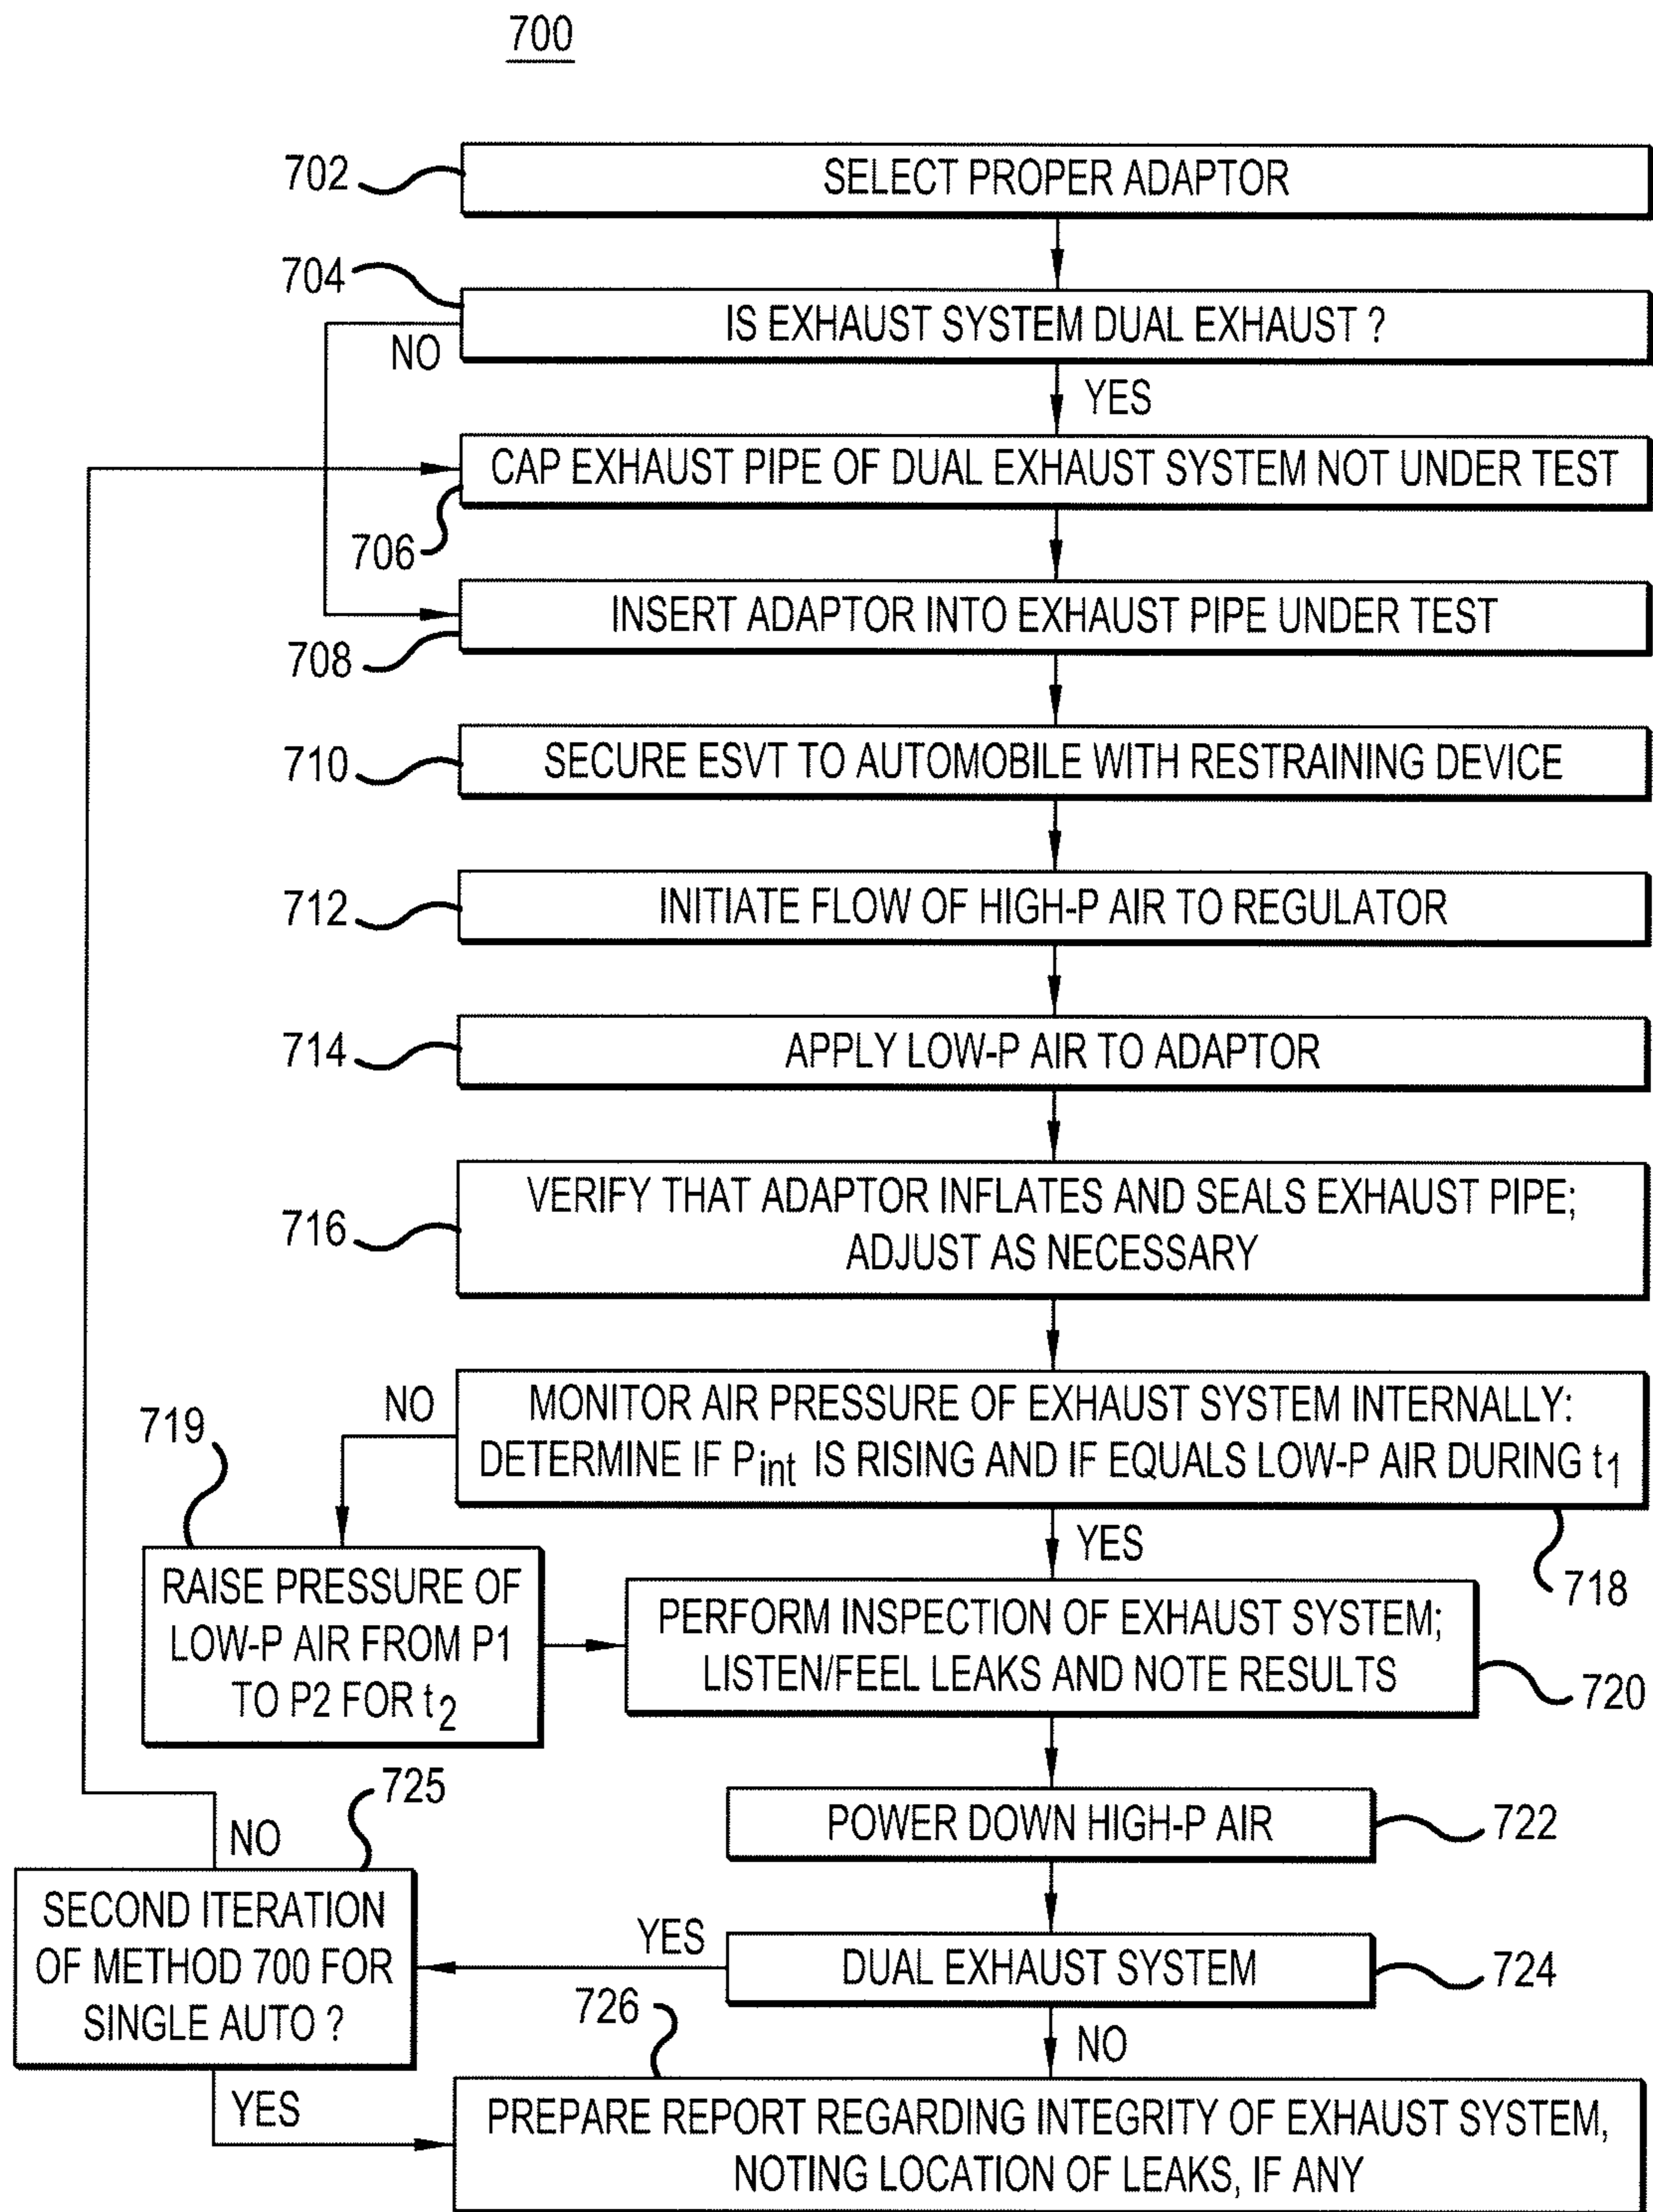 700
702
SELECT PROPER ADAPTOR
704
IS EXHAUST SYSTEM DUAL EXHAUST ?
NO
YES
CAP EXHAUST PIPE OF DUAL EXHAUST SYSTEM NOT UNDER TEST
706
INSERT ADAPTOR INTO EXHAUST PIPE UNDER TEST
708
710
SECURE ESVT TO AUTOMOBILE WITH RESTRAINING DEVICE
712
INITIATE FLOW OF HIGH-P AIR TO REGULATOR
714
APPLY LOW-P AIR TO ADAPTOR
716
VERIFY THAT ADAPTOR INFLATES AND SEALS EXHAUST PIPE;
ADJUST AS NECESSARY
MONITOR AIR PRESSURE OF EXHAUST SYSTEM INTERNALLY:
DETERMINE IF Pint IS RISING AND IF EQUALS LOW-P AIR DURING t1
NO
719
YES
718
RAISE PRESSURE OF
LOW-P AIR FROM P1
TO P2 FOR t2
PERFORM INSPECTION OF EXHAUST SYSTEM;
LISTEN/FEEL LEAKS AND NOTE RESULTS
720
POWER DOWN HIGH-P AIR
722
DUAL EXHAUST SYSTEM
724
YES
NO
725
NO
SECOND ITERATION
OF METHOD 700 FOR
SINGLE AUTO ?
YES
726
PREPARE REPORT REGARDING INTEGRITY OF EXHAUST SYSTEM,
NOTING LOCATION OF LEAKS, IF ANY